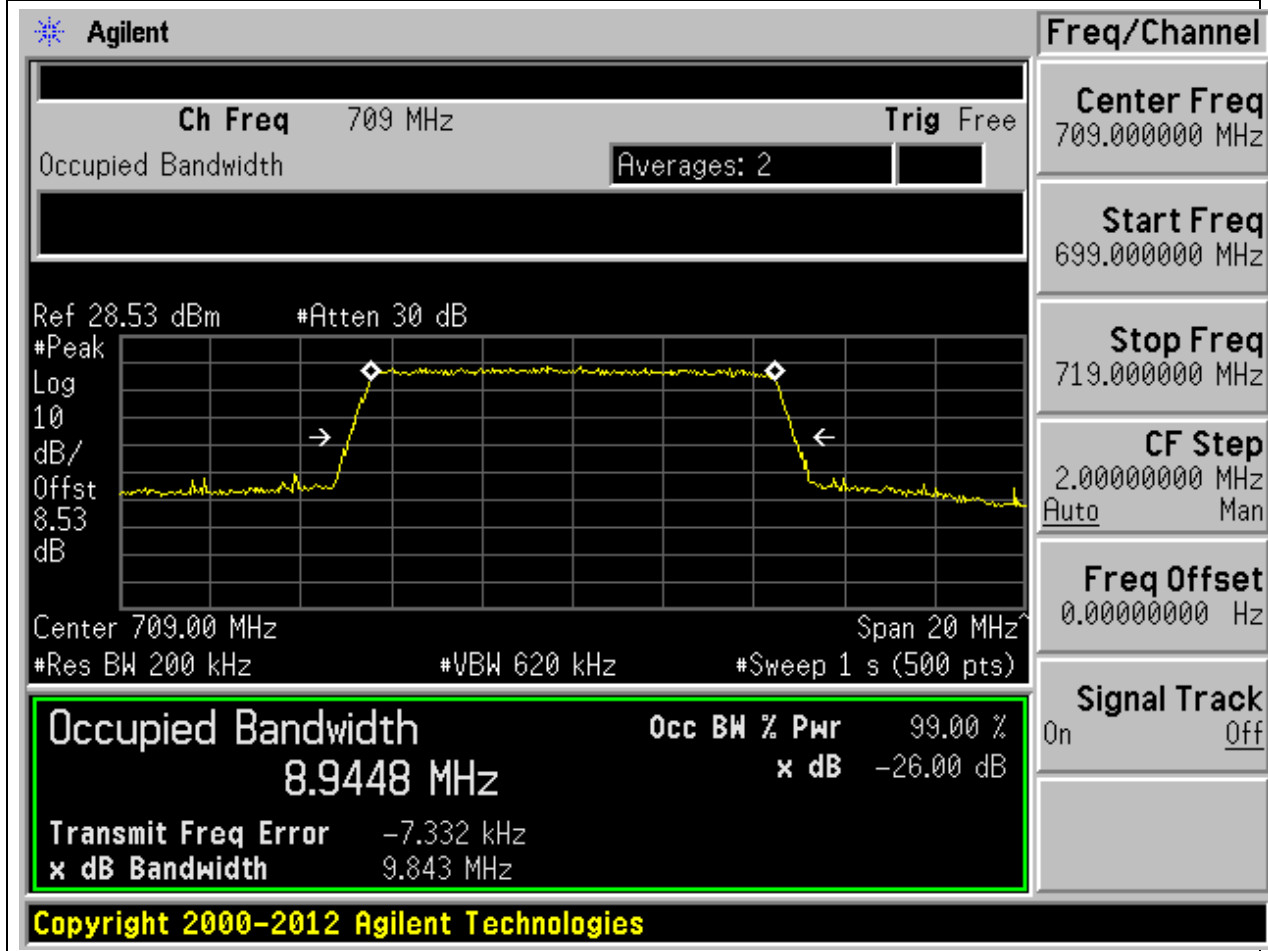 Agilent
Freq/Channel
Ch Freq 709 MHz Trig Free
Occupied Bandwidth Averages: 2
Center Freq
709.000000 MHz
Start Freq
699.000000 MHz
Stop Freq
719.000000 MHz
CF Step
2.00000000 MHz
Auto Man
Freq Offset
0.00000000 Hz
Signal Track
On Off
Ref 28.53 dBm #Atten 30 dB
#Peak
Log
10
dB/
Offst
8.53
dB
Center 709.00 MHz Span 20 MHz^
#Res BW 200 kHz #VBW 620 kHz #Sweep 1 s (500 pts)
Occupied Bandwidth Occ BW % Pwr 99.00 %
8.9448 MHz x dB -26.00 dB
Transmit Freq Error -7.332 kHz
x dB Bandwidth 9.843 MHz
Copyright 2000-2012 Agilent Technologies